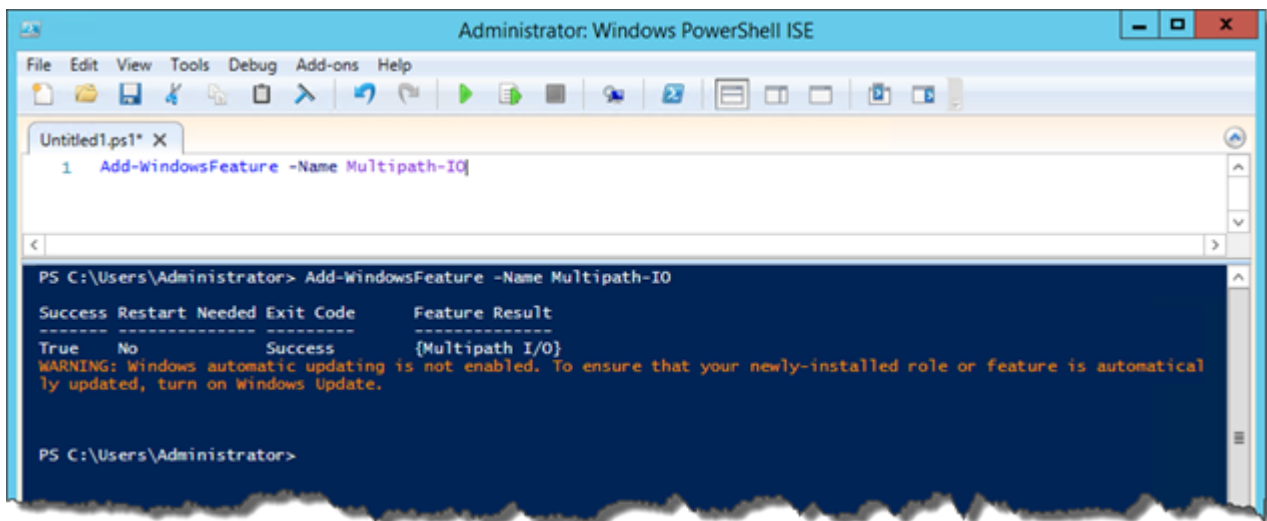 Administrator: Windows PowerShell ISE
File Edit View Tools Debug Add-ons Help
Untitled1.ps1* X
1 Add-WindowsFeature -Name Multipath-IO
PS C:\Users\Administrator> Add-WindowsFeature -Name Multipath-IO
Success Restart Needed Exit Code Feature Result
------- -------------- --------- --------------
True No Success {Multipath I/O}
WARNING: Windows automatic updating is not enabled. To ensure that your newly-installed role or feature is automatical
ly updated, turn on Windows Update.
PS C:\Users\Administrator>